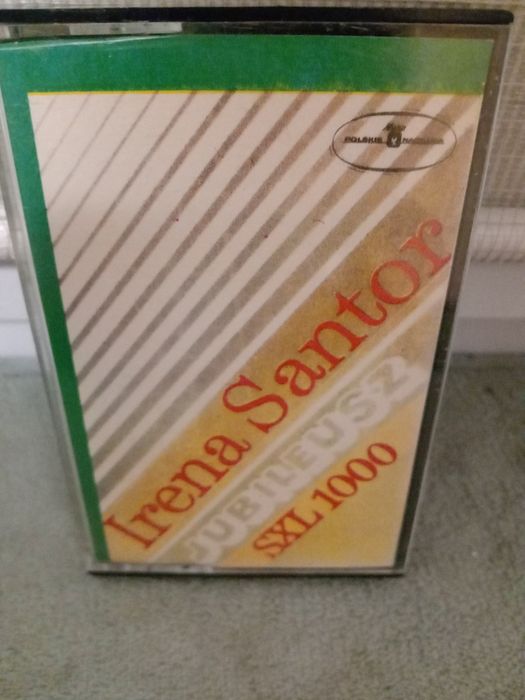 POLSKIE NAGRANIA
Irena Santor
JUBILEUSZ
SXL 1000